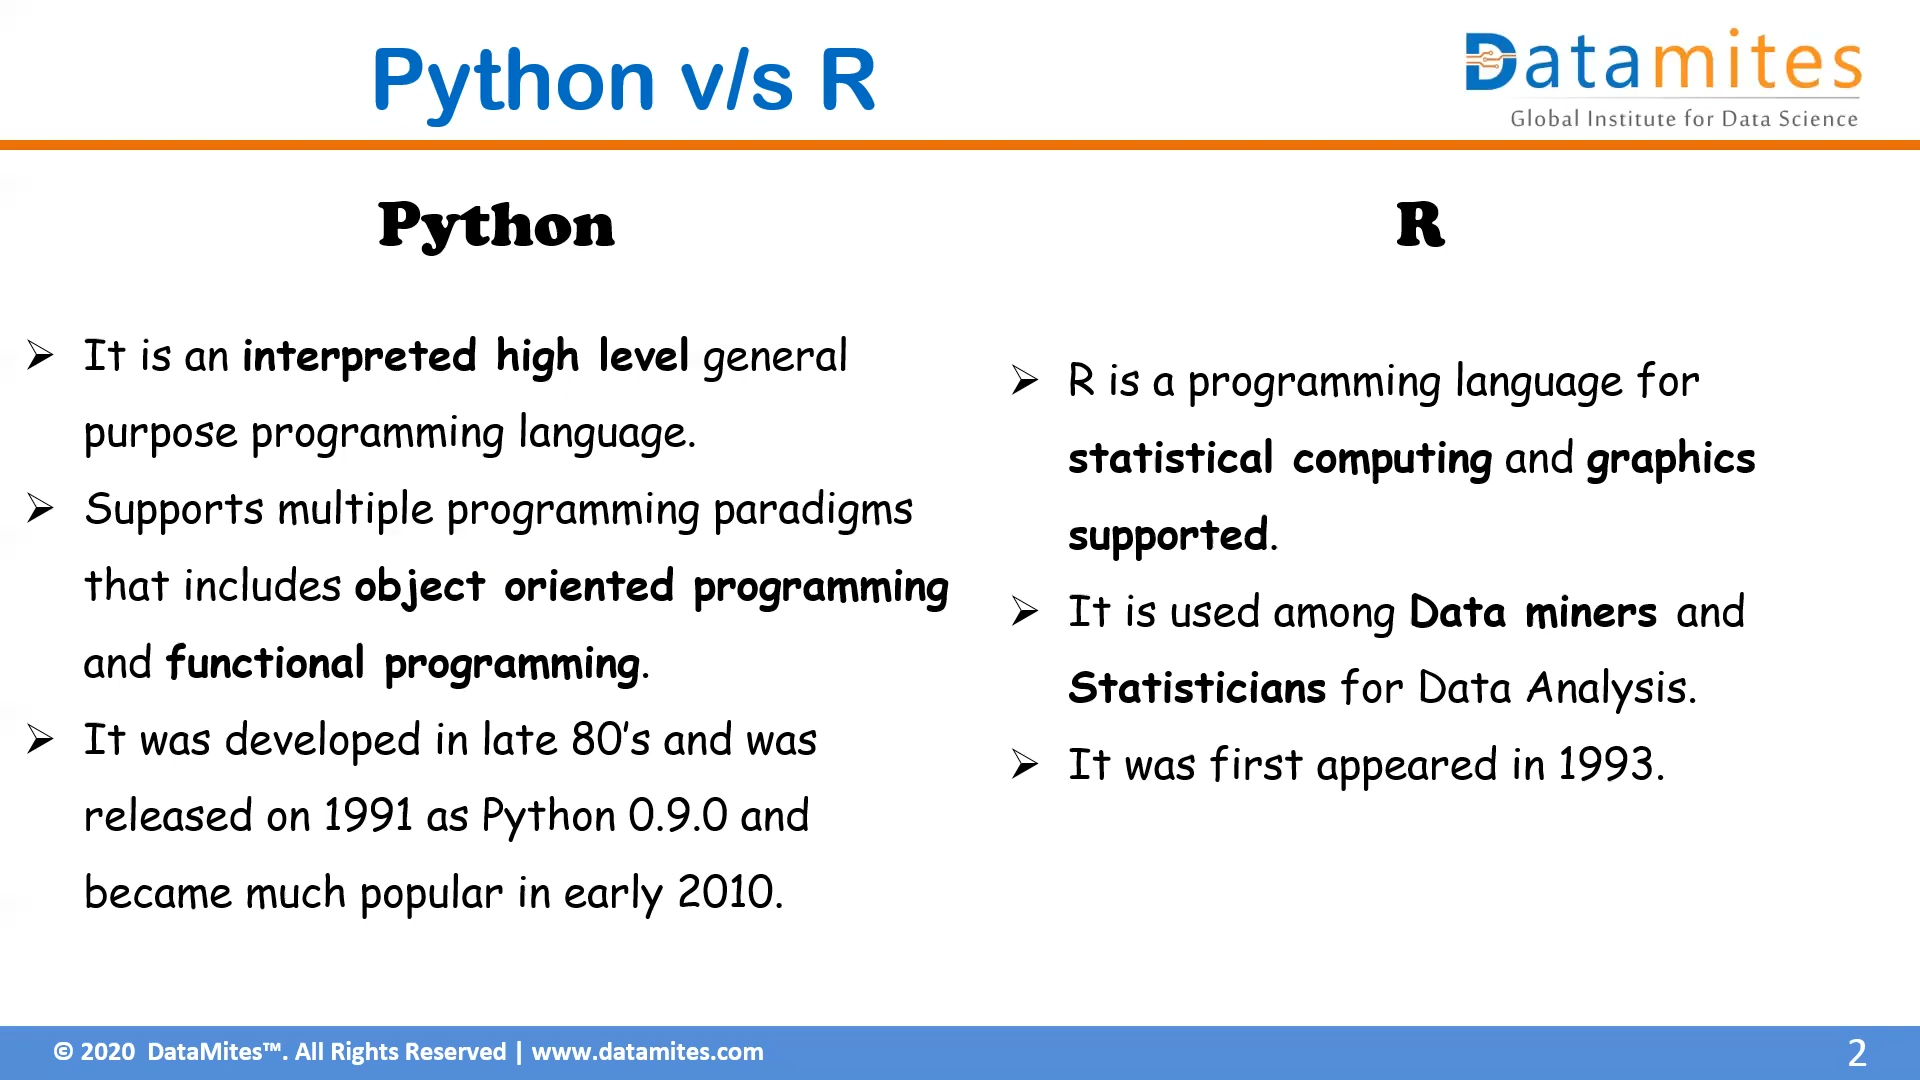 Python v/s R
Datamites
Global Institute for Data Science
Python
➢ It is an interpreted high level general
purpose programming language.
➢ Supports multiple programming paradigms
that includes object oriented programming
and functional programming.
➢ It was developed in late 80’s and was
released on 1991 as Python 0.9.0 and
became much popular in early 2010.
R
➢ R is a programming language for
statistical computing and graphics
supported.
➢ It is used among Data miners and
Statisticians for Data Analysis.
➢ It was first appeared in 1993.
© 2020 DataMites™. All Rights Reserved | www.datamites.com
2